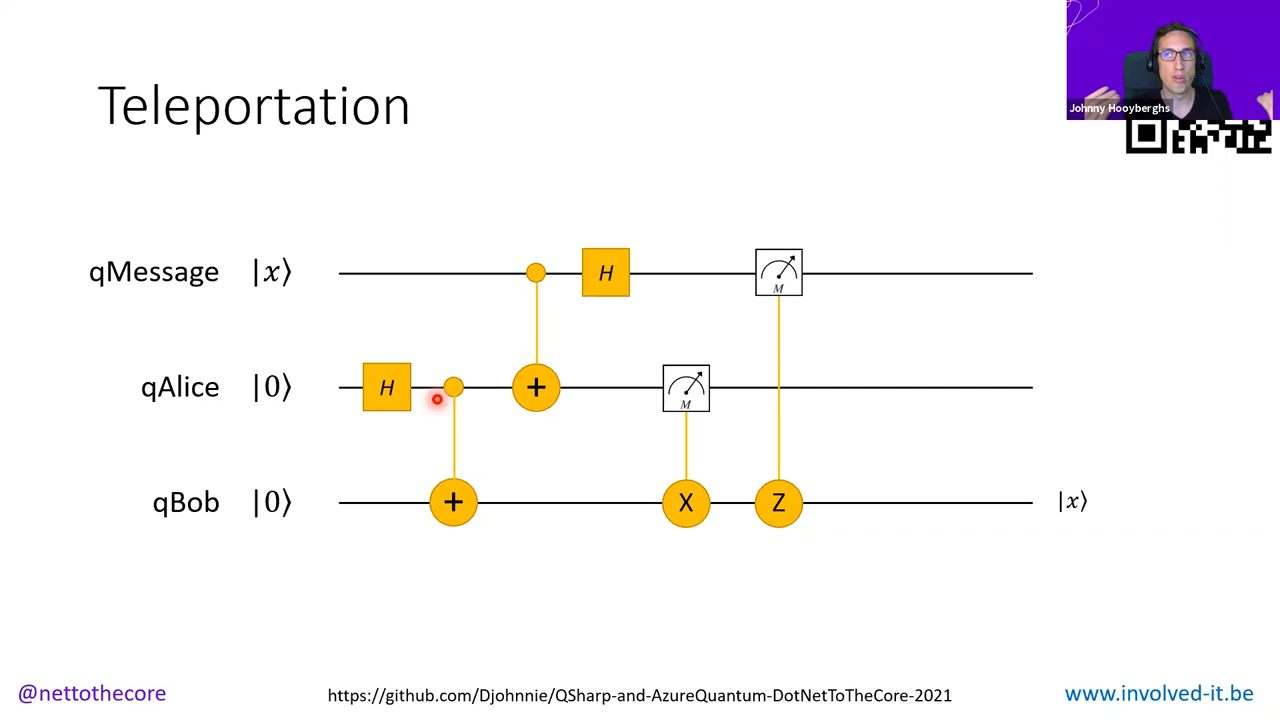 Johnny Hooyberghs
Teleportation
qMessage |x⟩ H M
qAlice |0⟩ H + M
qBob |0⟩ + X Z |x⟩
@nettothecore
https://github.com/Djohnnie/QSharp-and-AzureQuantum-DotNetToTheCore-2021
www.involved-it.be